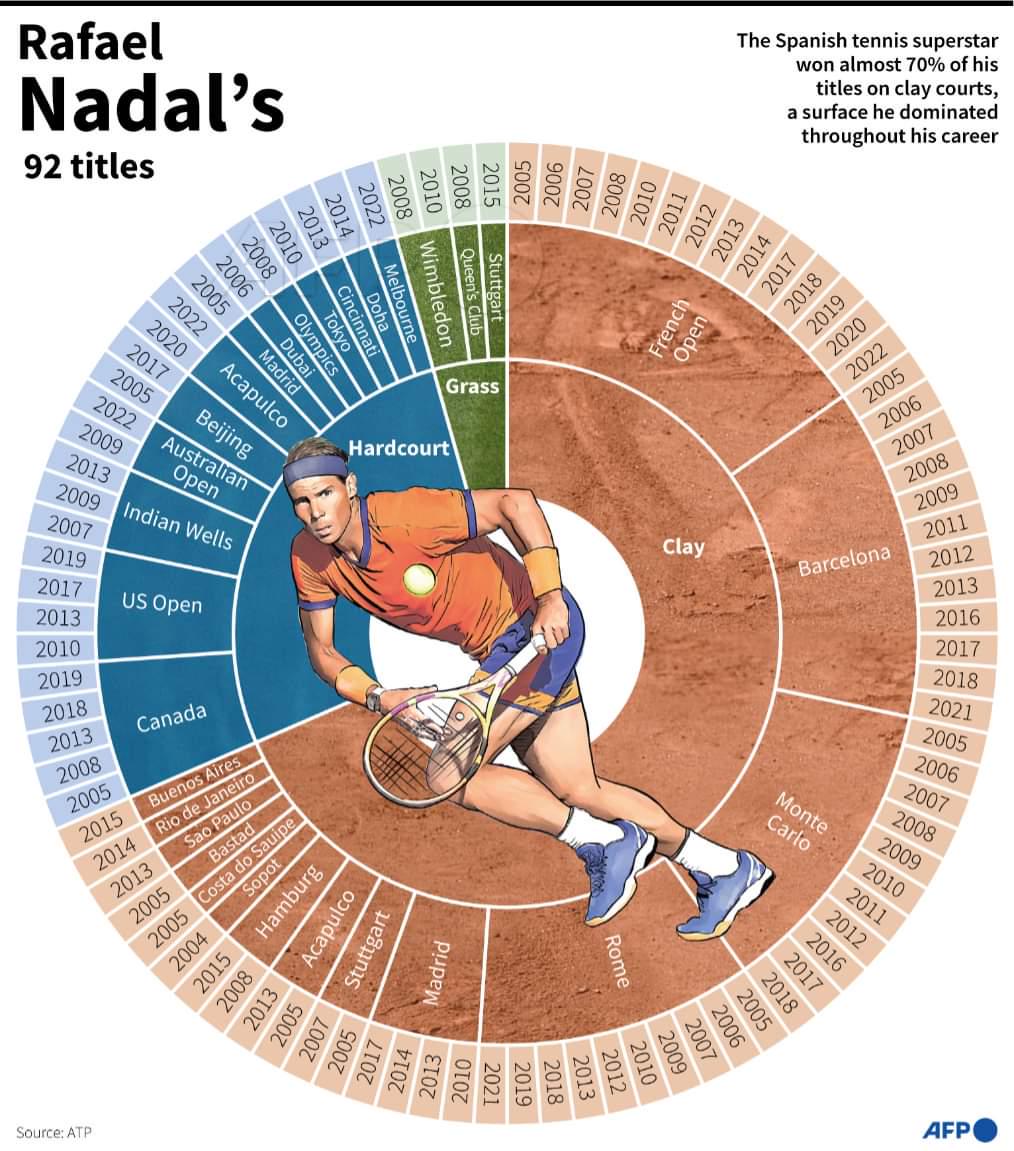 Rafael
Nadal’s
92 titles
The Spanish tennis superstar
won almost 70% of his
titles on clay courts,
a surface he dominated
throughout his career
Clay
French
Open
2005
2006
2007
2008
2010
2011
2012
2013
2014
2017
2018
2019
2020
2022
Barcelona
2005
2006
2007
2008
2009
2011
2012
2013
2016
2017
2018
2021
Monte
Carlo
2005
2006
2007
2008
2009
2010
2011
2012
2016
2017
2018
Rome
2005
2006
2007
2009
2010
2012
2013
2018
2019
2021
Madrid
2010
2013
2014
2017
Stuttgart
2005
2007
Acapulco
2005
2013
Hamburg
2008
2015
Sopot
2004
Costa do Sauipe
2005
Bastad
2005
Sao Paulo
2013
Rio de Janeiro
2014
Buenos Aires
2015
Hardcourt
Canada
2005
2008
2013
2018
2019
US Open
2010
2013
2017
2019
Indian Wells
2007
2009
2013
Australian
Open
2009
2022
Beijing
2005
2017
Acapulco
2020
2022
Madrid
2005
Dubai
2006
Olympics
2008
Tokyo
2010
Cincinnati
2013
Doha
2014
Melbourne
2022
Grass
Wimbledon
2008
2010
Queen’s Club
2008
Stuttgart
2015
Source: ATP
AFP